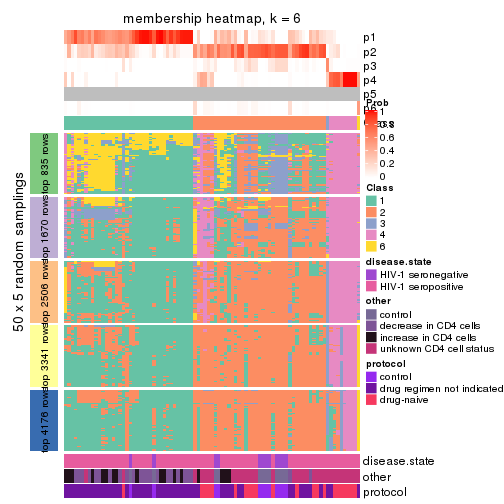 membership heatmap, k = 6
p1
p2
p3
p4
p5
p6
Prob
1
0.8
0.6
0.4
0.2
0
Class
1
2
3
4
6
disease.state
HIV-1 seronegative
HIV-1 seropositive
other
control
decrease in CD4 cells
increase in CD4 cells
unknown CD4 cell status
protocol
control
drug regimen not indicated
drug-naive
50 x 5 random samplings
top 835 rows
top 1670 rows
top 2506 rows
top 3341 rows
top 4176 rows
disease.state
other
protocol